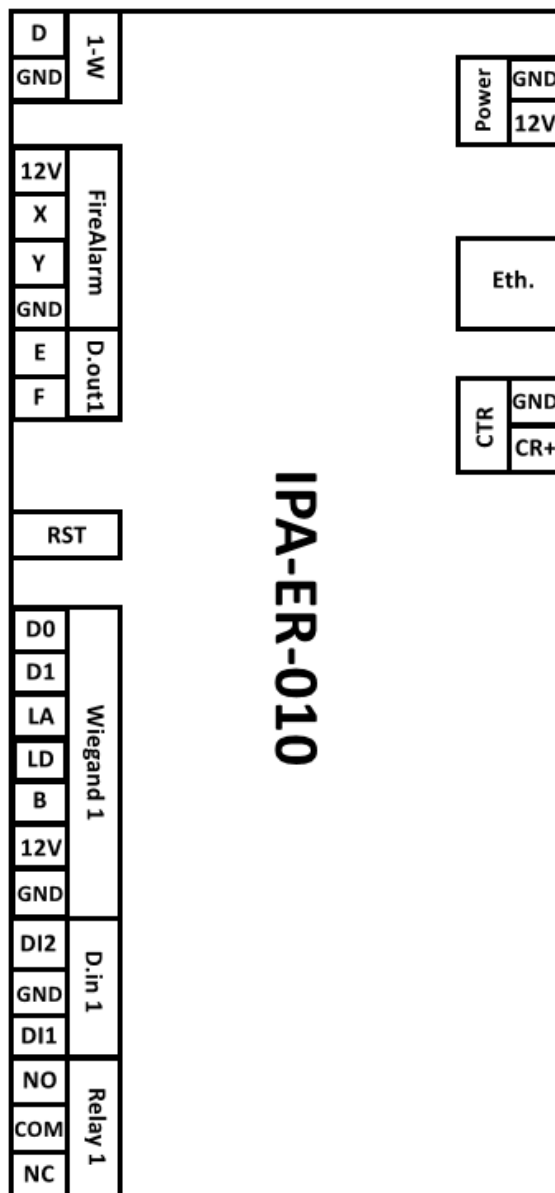 D
GND
1-W
12V
X
Y
GND
FireAlarm
E
F
D.out1
RST
D0
D1
LA
LD
B
12V
GND
Wiegand 1
DI2
GND
DI1
D.in 1
NO
COM
NC
Relay 1
IPA-ER-010
Power
GND
12V
Eth.
CTR
GND
CR+